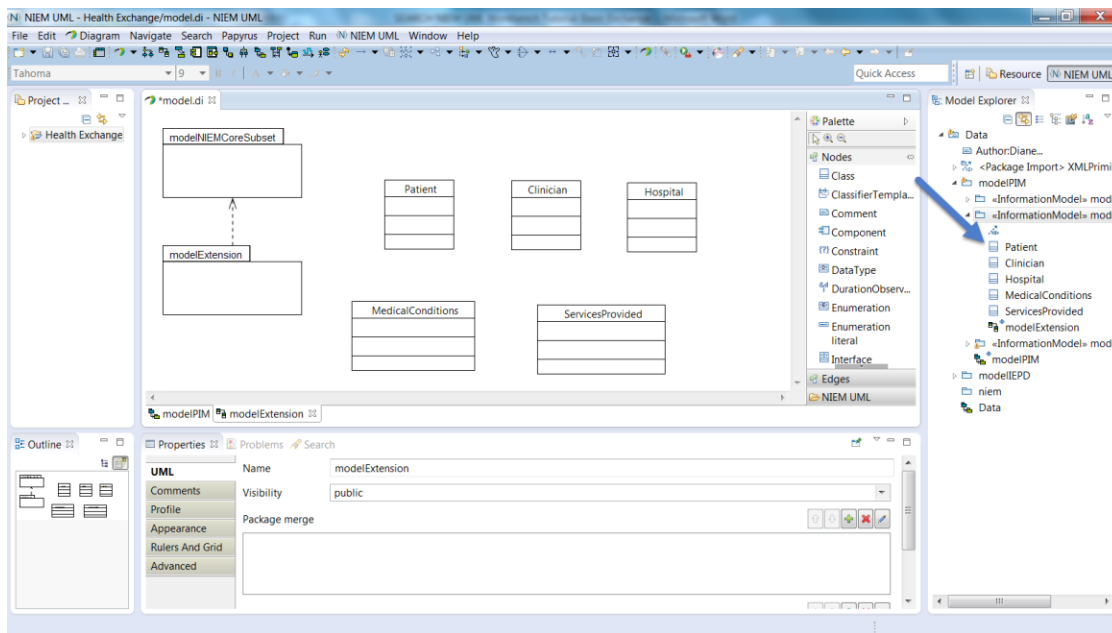 NIEM UML - Health Exchange/model.di - NIEM UML
File Edit Diagram Navigate Search Papyrus Project Run NIEM UML Window Help
Tahoma 9 Quick Access Resource NIEM UML
Project_
Health Exchange
*model.di
modelNIEMCoreSubset
Patient
Clinician
Hospital
modelExtension
MedicalConditions
ServicesProvided
modelPIM modelExtension
Palette
Nodes
Class
ClassifierTempla...
Comment
Component
Constraint
DataType
DurationObserv...
Enumeration
Enumeration
literal
Interface
Edges
NIEM UML
Model Explorer
Data
Author:Diane...
<Package Import> XMLPrimi
modelPIM
«InformationModel» mod
«InformationModel» mod
Patient
Clinician
Hospital
MedicalConditions
ServicesProvided
modelExtension
«InformationModel» mod
modelPIM
modelIEPD
niem
Data
Outline
Properties Problems Search
UML
Comments
Profile
Appearance
Rulers And Grid
Advanced
Name modelExtension
Visibility public
Package merge